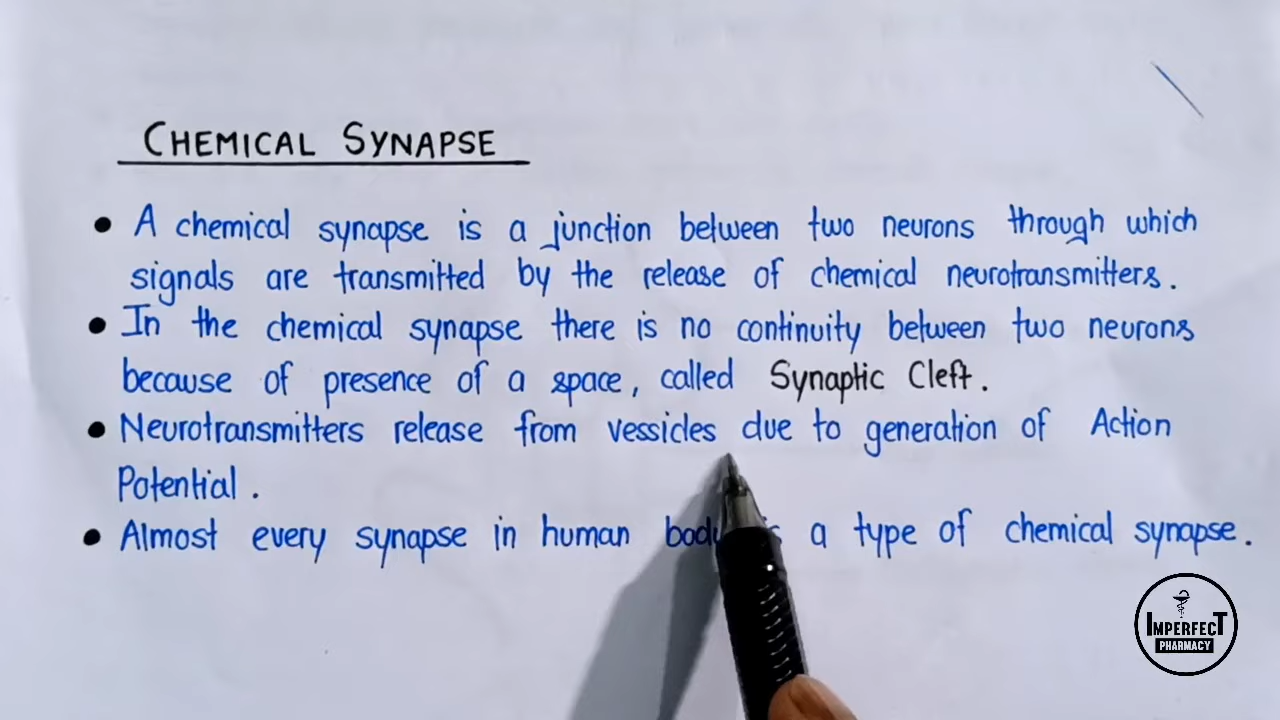 CHEMICAL SYNAPSE
• A chemical synapse is a junction between two neurons through which
signals are transmitted by the release of chemical neurotransmitters.
• In the chemical synapse there is no continuity between two neurons
because of presence of a space, called Synaptic Cleft.
• Neurotransmitters release from vessicles due to generation of Action
Potential.
• Almost every synapse in human body is a type of chemical synapse.
IMPERFECT
PHARMACY